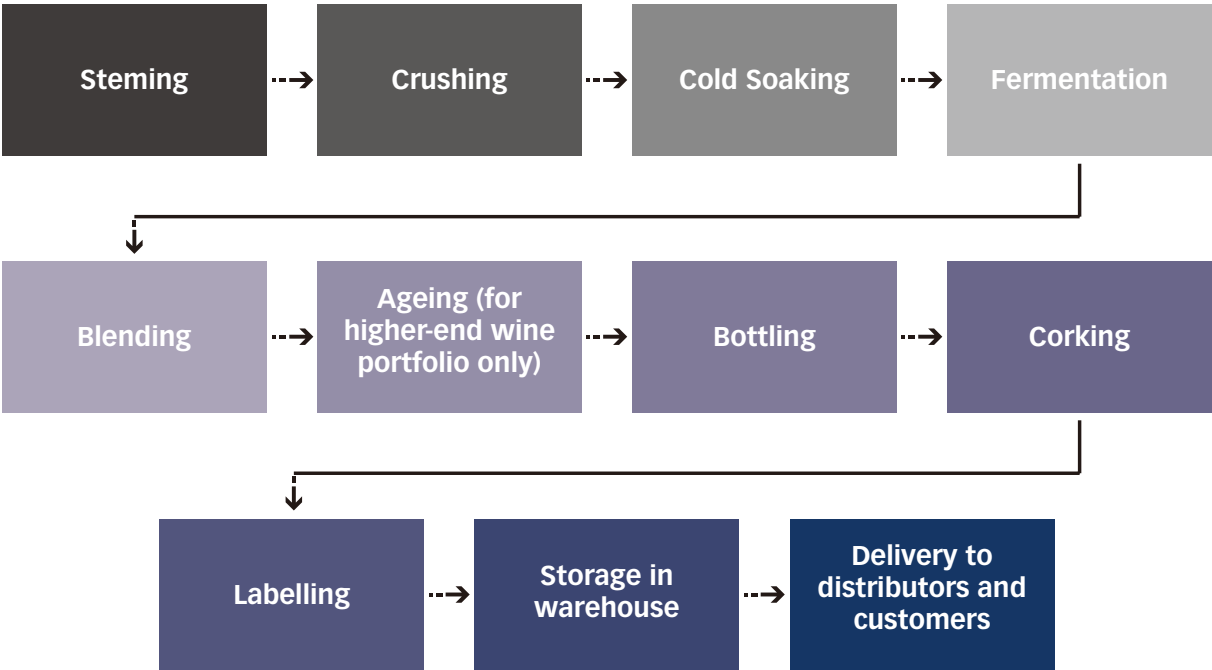 Steming
Crushing
Cold Soaking
Fermentation
Blending
Ageing (for
higher-end wine
portfolio only)
Bottling
Corking
Labelling
Storage in
warehouse
Delivery to
distributors and
customers